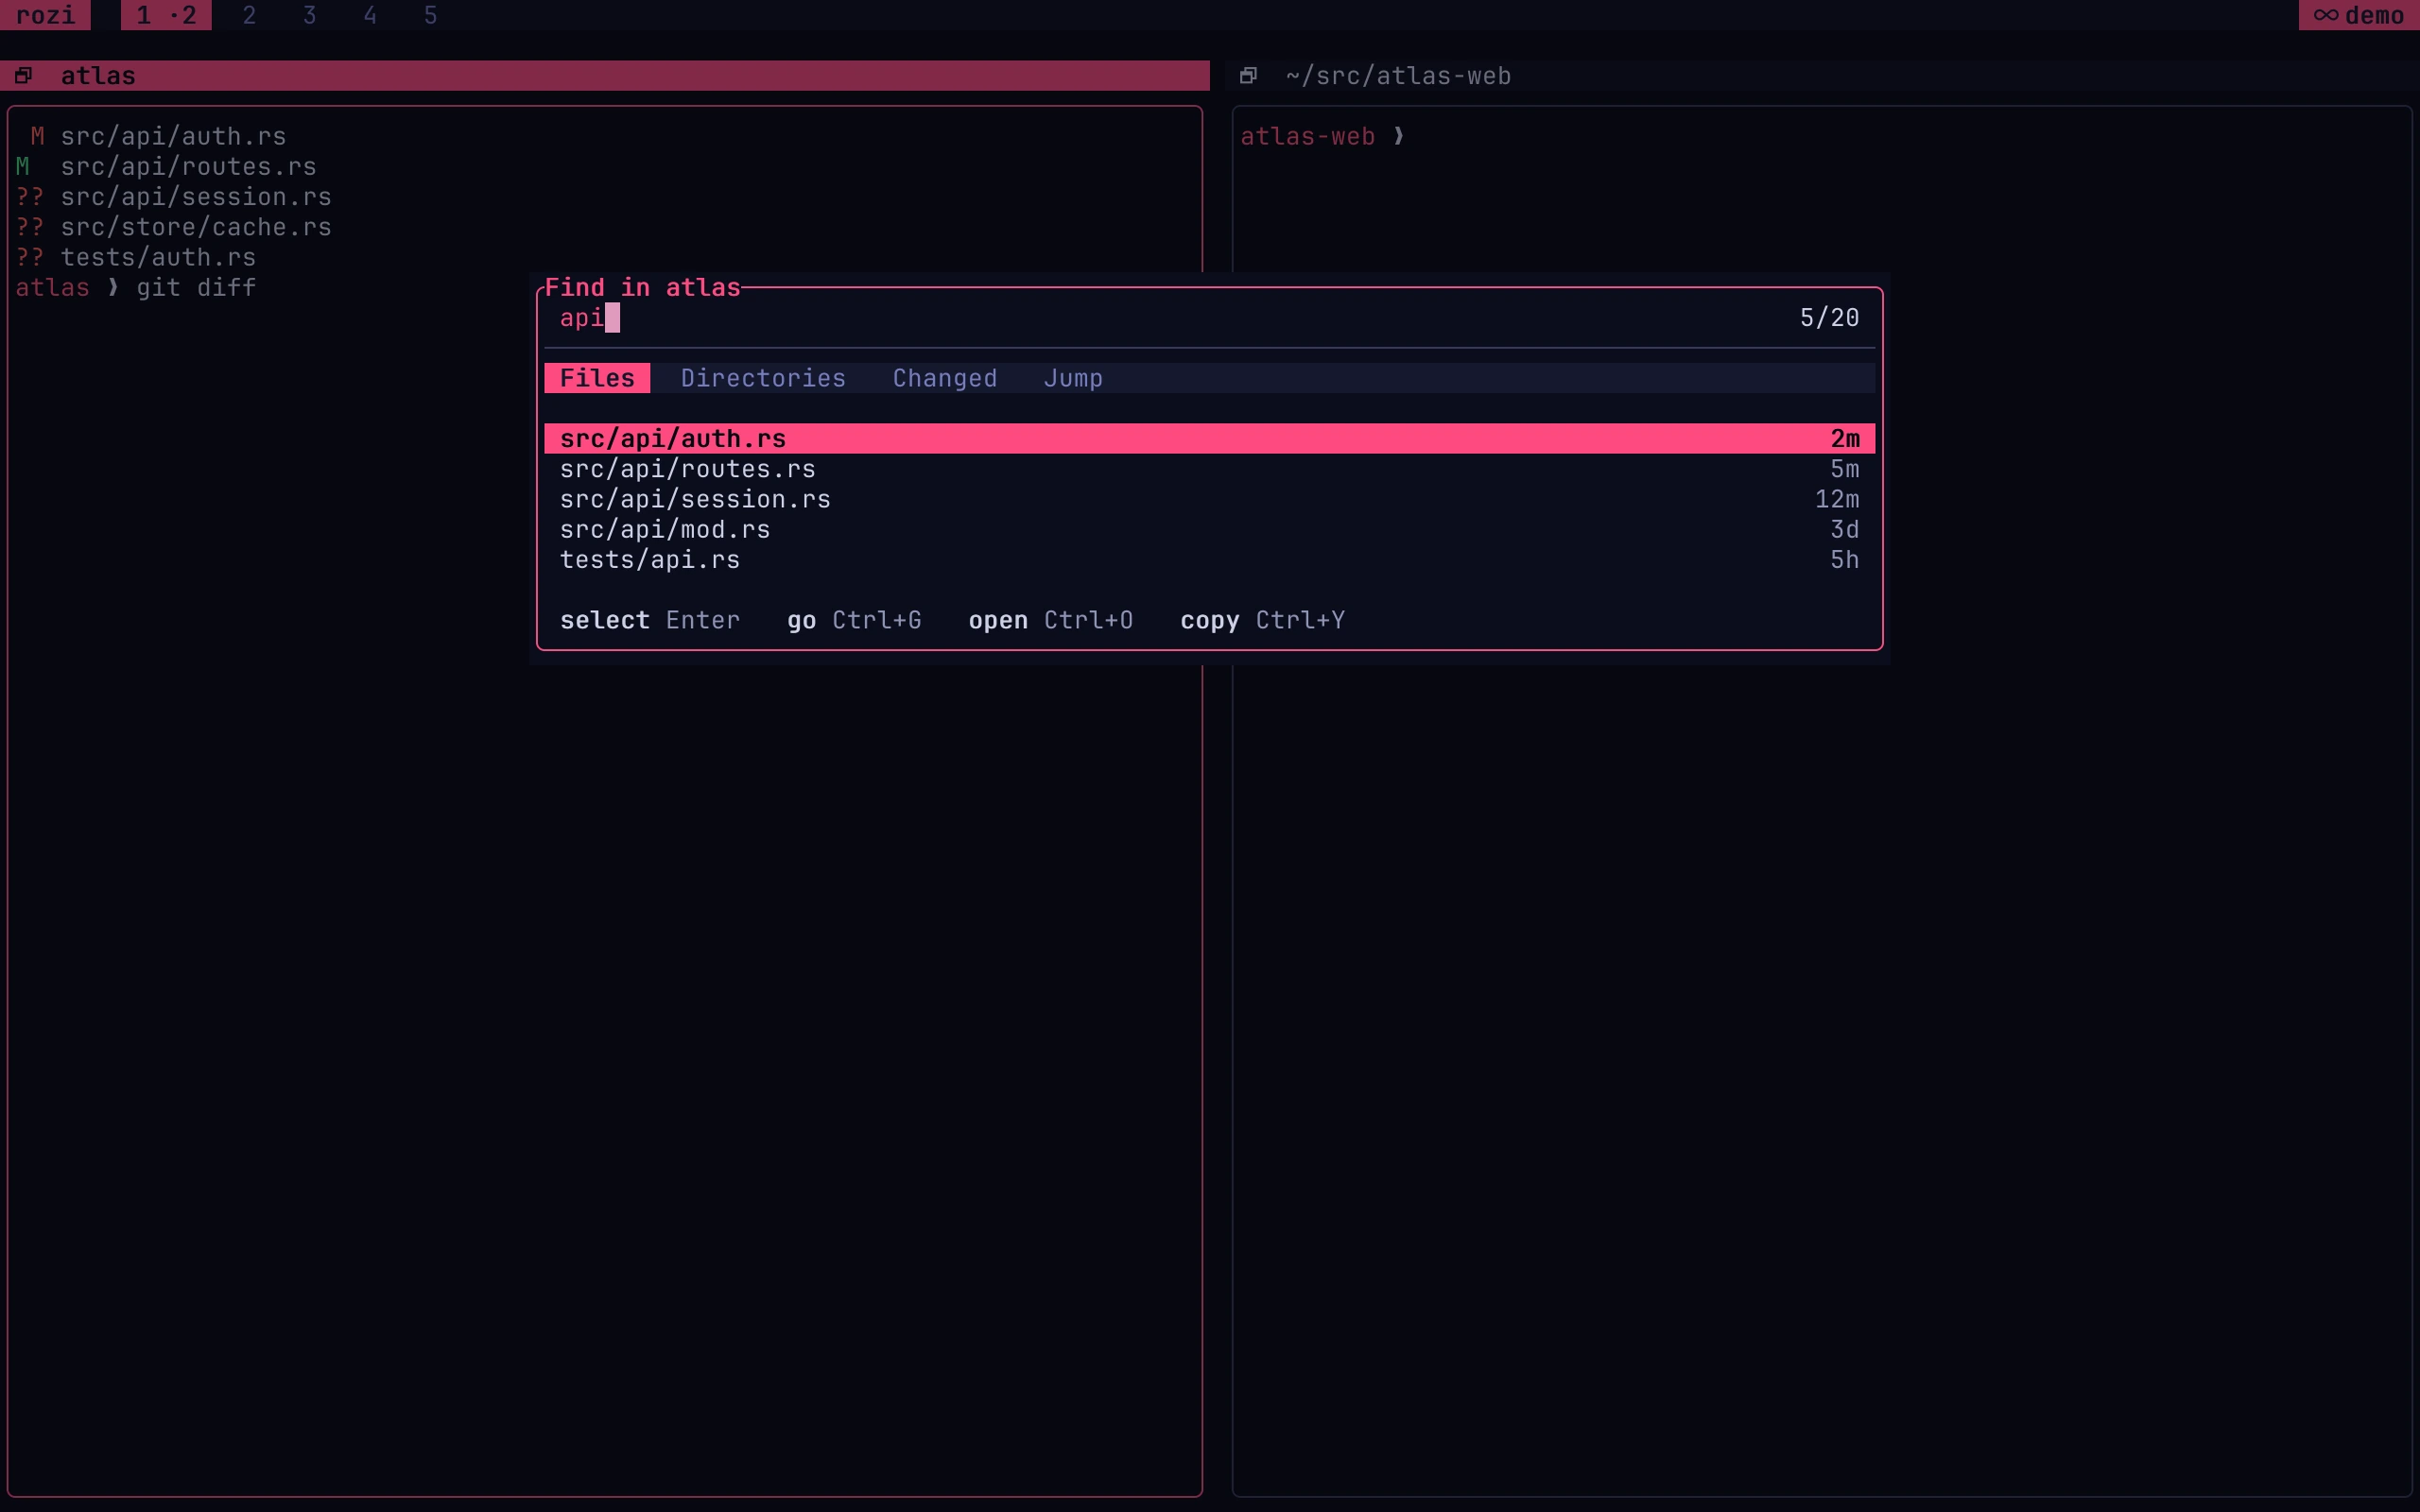 rozi 1 ·2 2 3 4 5 ∞ demo
atlas
~/src/atlas-web
M src/api/auth.rs
M src/api/routes.rs
?? src/api/session.rs
?? src/store/cache.rs
?? tests/auth.rs
atlas ❱ git diff
atlas-web ❱
Find in atlas
api 5/20
Files Directories Changed Jump
src/api/auth.rs 2m
src/api/routes.rs 5m
src/api/session.rs 12m
src/api/mod.rs 3d
tests/api.rs 5h
select Enter go Ctrl+G open Ctrl+O copy Ctrl+Y